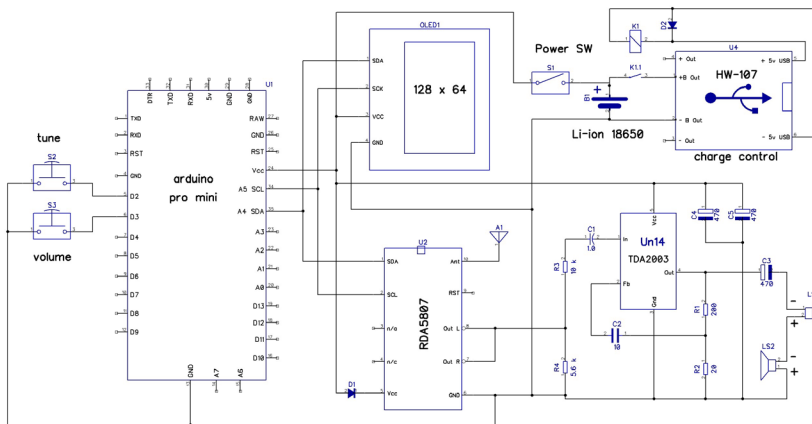 OLED1
128 x 64
1 SDA
2 SCK
3 VCC
4 GND
Power SW
S1
K1
D2
K1.1
B1
+
Li-ion 18650
U4
HW-107
+ Out
+B Out
- B Out
- Out
+ 5v USB
- 5v USB
charge control
U1
arduino
pro mini
DTR
TXD
RXD
5v
GND
GND
TXD
RXD
RST
GND
D2
D3
D4
D5
D6
D7
D8
D9
RAW
GND
RST
Vcc
A5 SCL
A4 SDA
A3
A2
A1
A0
D13
D12
D11
D10
GND
A7
A6
tune
S2
S3
volume
U2
RDA5807
SDA
SCL
n/c
Vcc
Ant
RST
Out L
Out R
GND
A1
D1
R3
10 k
R4
5.6 k
C1
1.0
Un14
TDA2003
In
Fb
Vcc
Out
Gnd
C2
10
C4
470
C5
470
C3
470
R1
200
R2
20
-
+
LS2
-
+